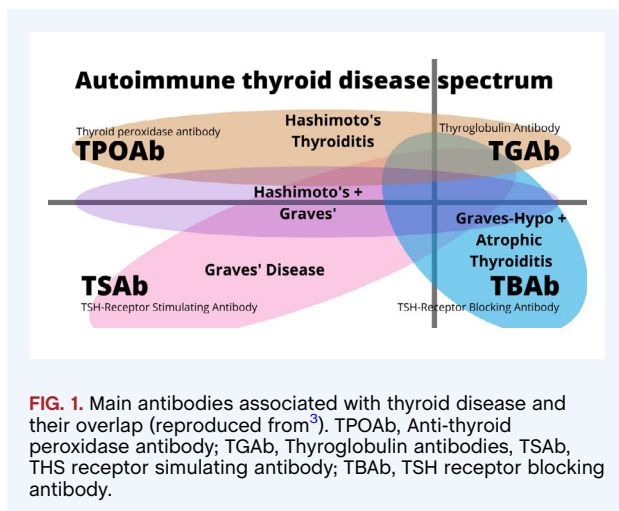 Autoimmune thyroid disease spectrum
Thyroid peroxidase antibody
TPOAb
Hashimoto's
Thyroiditis
Thyroglobulin Antibody
TGAb
Hashimoto's +
Graves'
Graves-Hypo +
Atrophic
Thyroiditis
Graves' Disease
TSAb
TSH-Receptor Stimulating Antibody
TBAb
TSH-Receptor Blocking Antibody
FIG. 1. Main antibodies associated with thyroid disease and
their overlap (reproduced from3). TPOAb, Anti-thyroid
peroxidase antibody; TGAb, Thyroglobulin antibodies, TSAb,
THS receptor simulating antibody; TBAb, TSH receptor blocking
antibody.